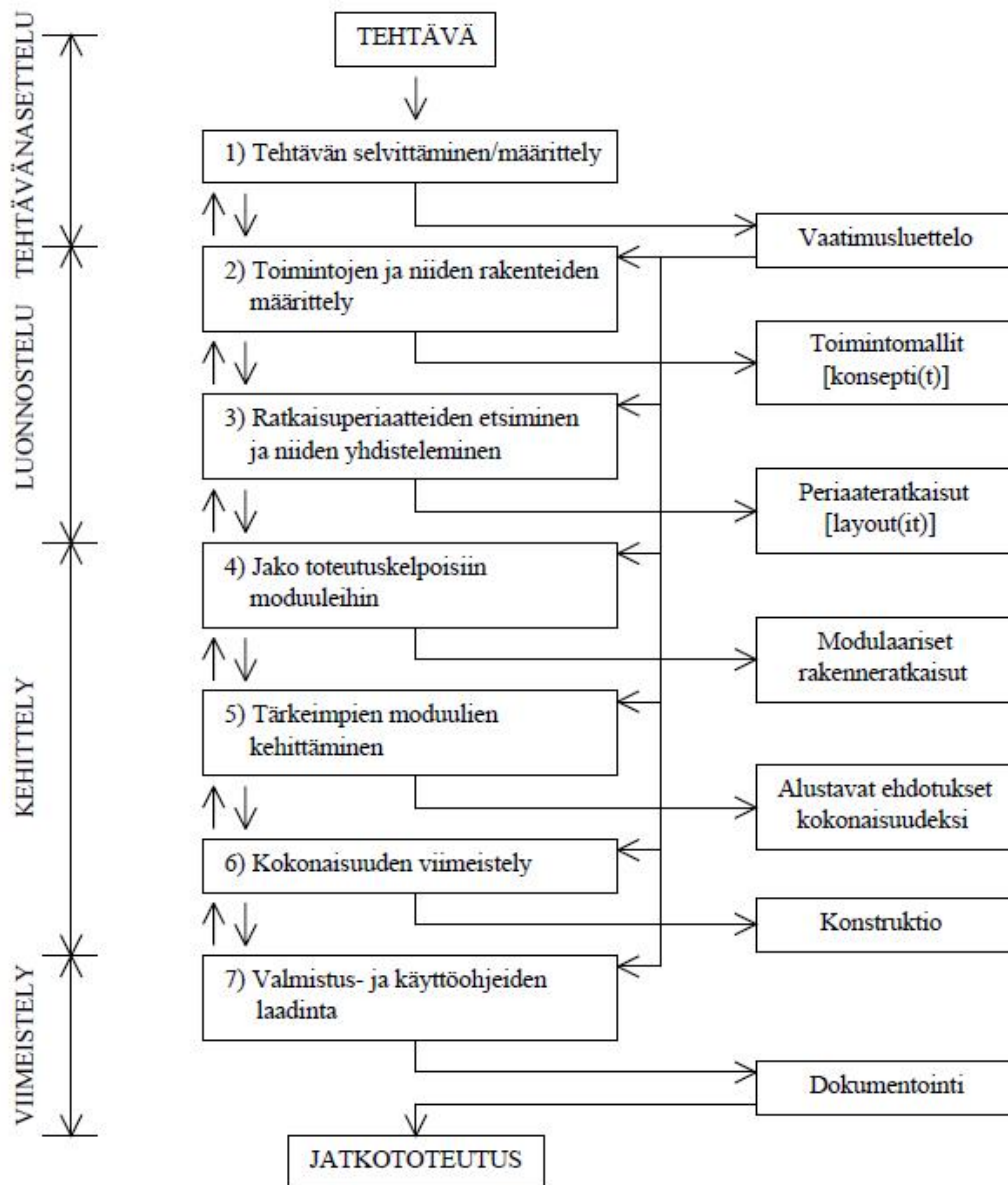 TEHTÄVÄ
TEHTÄVÄNASETTELU
1) Tehtävän selvittäminen/määrittely
Vaatimusluettelo
LUONNOSTELU
2) Toimintojen ja niiden rakenteiden
määrittely
Toimintomallit
[konsepti(t)]
3) Ratkaisuperiaatteiden etsiminen
ja niiden yhdisteleminen
Periaateratkaisut
[layout(it)]
KEHITTELY
4) Jako toteutuskelpoisiin
moduuleihin
Modulaariset
rakenneratkaisut
5) Tärkeimpien moduulien
kehittäminen
Alustavat ehdotukset
kokonaisuudeksi
6) Kokonaisuuden viimeistely
Konstruktio
VIIMEISTELY
7) Valmistus- ja käyttöohjeiden
laadinta
Dokumentointi
JATKOTOTEUTUS